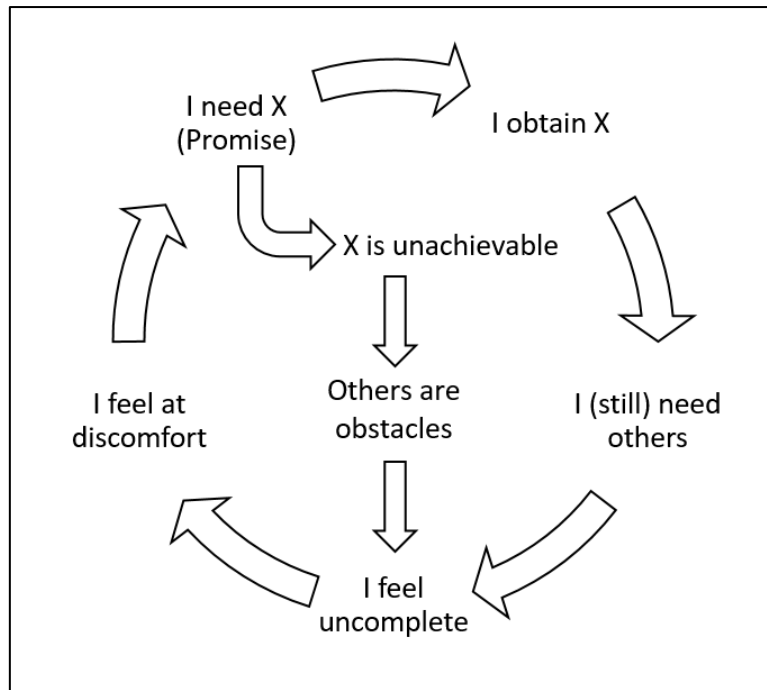 I need X
(Promise)
I obtain X
X is unachievable
I feel at
discomfort
Others are
obstacles
I (still) need
others
I feel
uncomplete